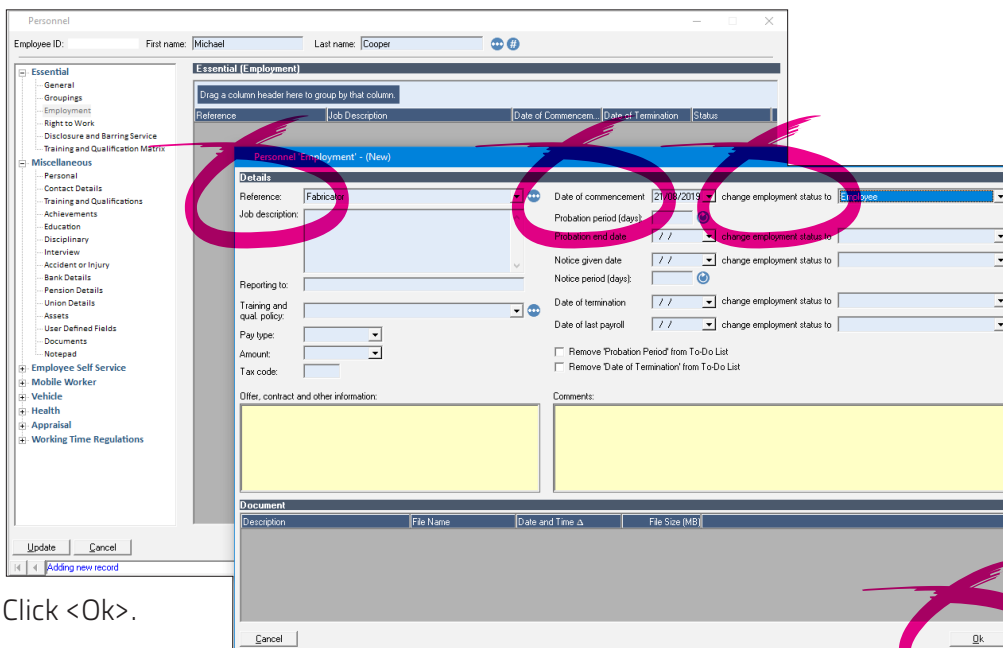 Personnel
Employee ID: First name: Michael Last name: Cooper
Essential
General
Groupings
Employment
Right to Work
Disclosure and Barring Service
Training and Qualification Matrix
Miscellaneous
Personal
Contact Details
Training and Qualifications
Achievements
Education
Disciplinary
Interview
Accident or Injury
Bank Details
Pension Details
Union Details
Assets
User Defined Fields
Documents
Notepad
Employee Self Service
Mobile Worker
Vehicle
Health
Appraisal
Working Time Regulations
Essential (Employment)
Drag a column header here to group by that column.
Reference Job Description Date of Commencem... Date of Termination Status
Update Cancel
Adding new record
Personnel 'Employment' - (New)
Details
Reference: Fabricator
Job description:
Reporting to:
Training and
qual. policy:
Pay type:
Amount:
Tax code:
Date of commencement 21/08/2019 change employment status to Employee
Probation period (days):
Probation end date / / change employment status to
Notice given date / / change employment status to
Notice period (days):
Date of termination / / change employment status to
Date of last payroll / / change employment status to
Remove 'Probation Period' from To-Do List
Remove 'Date of Termination' from To-Do List
Offer, contract and other information: Comments:
Document
Description File Name Date and Time File Size (MB)
Cancel Ok
Click <Ok>.